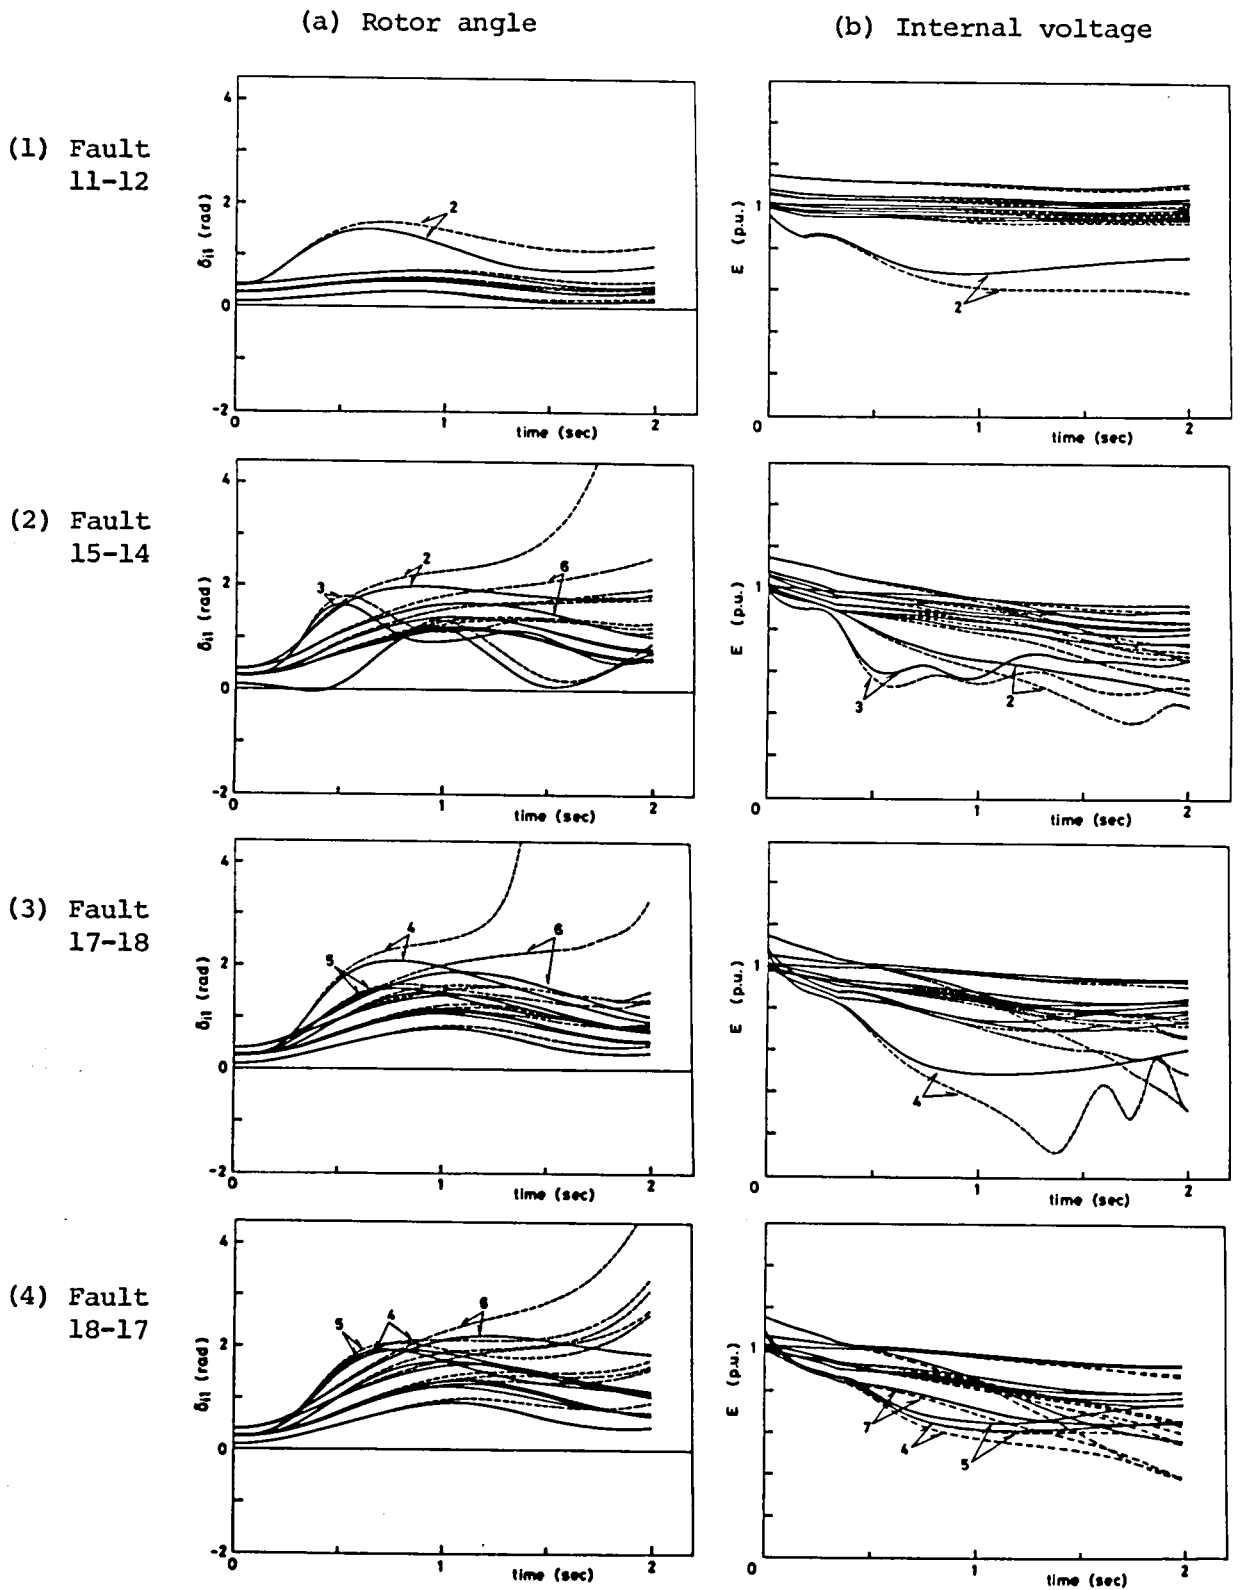 (a) Rotor angle
(b) Internal voltage
(1) Fault
11-12
4
2
0
-2
δi1 (rad)
2
0
1
2
time (sec)
1
E (p.u.)
2
0
1
2
time (sec)
(2) Fault
15-14
4
2
0
-2
δi1 (rad)
3
2
6
0
1
2
time (sec)
1
E (p.u.)
3
2
0
1
2
time (sec)
(3) Fault
17-18
4
2
0
-2
δi1 (rad)
5
4
6
0
1
2
time (sec)
1
E (p.u.)
4
0
1
2
time (sec)
(4) Fault
18-17
4
2
0
-2
δi1 (rad)
5
4
6
0
1
2
time (sec)
1
E (p.u.)
7
4
5
0
1
2
time (sec)